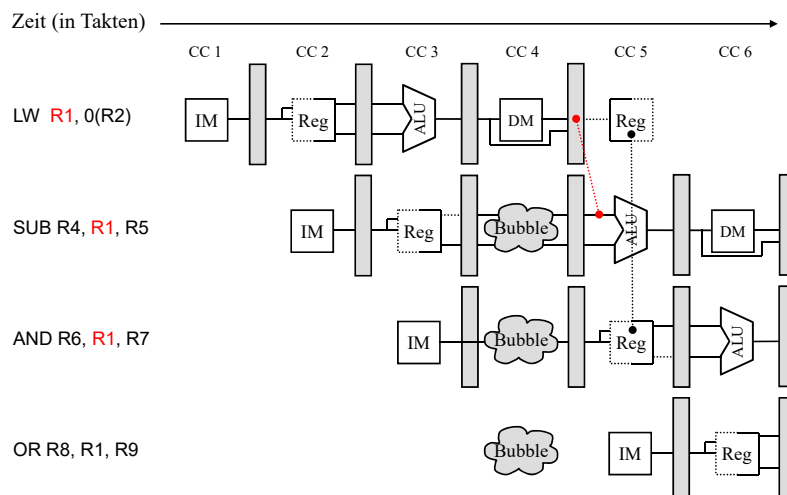 Zeit (in Takten)
CC 1 CC 2 CC 3 CC 4 CC 5 CC 6
LW R1, 0(R2) IM Reg ALU DM Reg
SUB R4, R1, R5 IM Reg Bubble ALU DM
AND R6, R1, R7 IM Bubble Reg ALU
OR R8, R1, R9 Bubble IM Reg